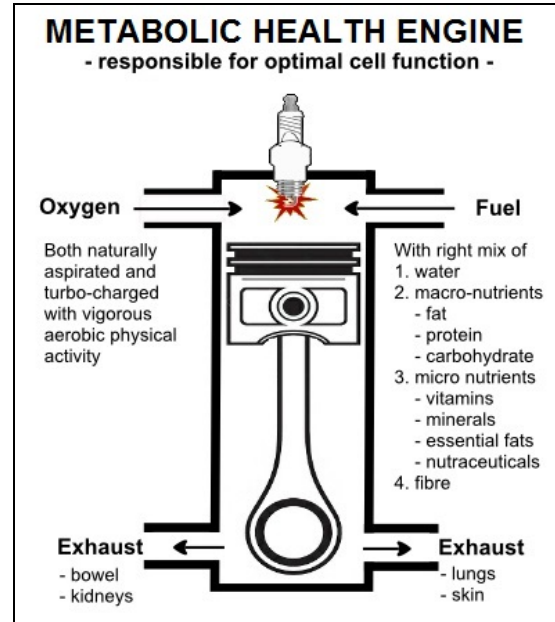 METABOLIC HEALTH ENGINE
- responsible for optimal cell function -
Oxygen
Both naturally
aspirated and
turbo-charged
with vigorous
aerobic physical
activity
Fuel
With right mix of
1. water
2. macro-nutrients
- fat
- protein
- carbohydrate
3. micro nutrients
- vitamins
- minerals
- essential fats
- nutraceuticals
4. fibre
Exhaust
- bowel
- kidneys
Exhaust
- lungs
- skin